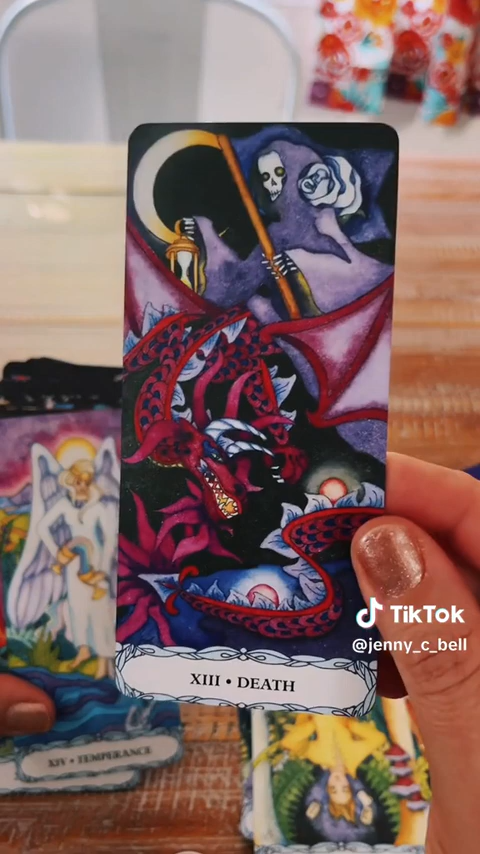 XIII • DEATH
TikTok
@jenny_c_bell
XIV • TEMPERANCE